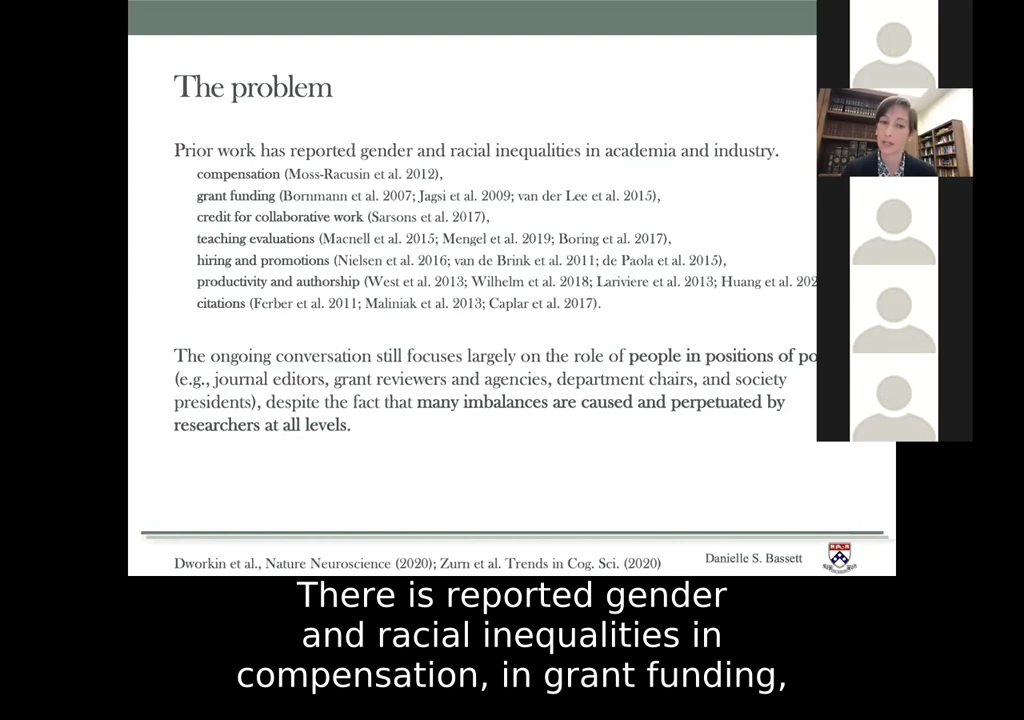 The problem
Prior work has reported gender and racial inequalities in academia and industry.
compensation (Moss-Racusin et al. 2012),
grant funding (Bornmann et al. 2007; Jagsi et al. 2009; van der Lee et al. 2015),
credit for collaborative work (Sarsons et al. 2017),
teaching evaluations (Macnell et al. 2015; Mengel et al. 2019; Boring et al. 2017),
hiring and promotions (Nielsen et al. 2016; van de Brink et al. 2011; de Paola et al. 2015),
productivity and authorship (West et al. 2013; Wilhelm et al. 2018; Lariviere et al. 2013; Huang et al. 202
citations (Ferber et al. 2011; Maliniak et al. 2013; Caplar et al. 2017).
The ongoing conversation still focuses largely on the role of people in positions of po
(e.g., journal editors, grant reviewers and agencies, department chairs, and society
presidents), despite the fact that many imbalances are caused and perpetuated by
researchers at all levels.
Dworkin et al., Nature Neuroscience (2020); Zurn et al. Trends in Cog. Sci. (2020)
Danielle S. Bassett
There is reported gender
and racial inequalities in
compensation, in grant funding,